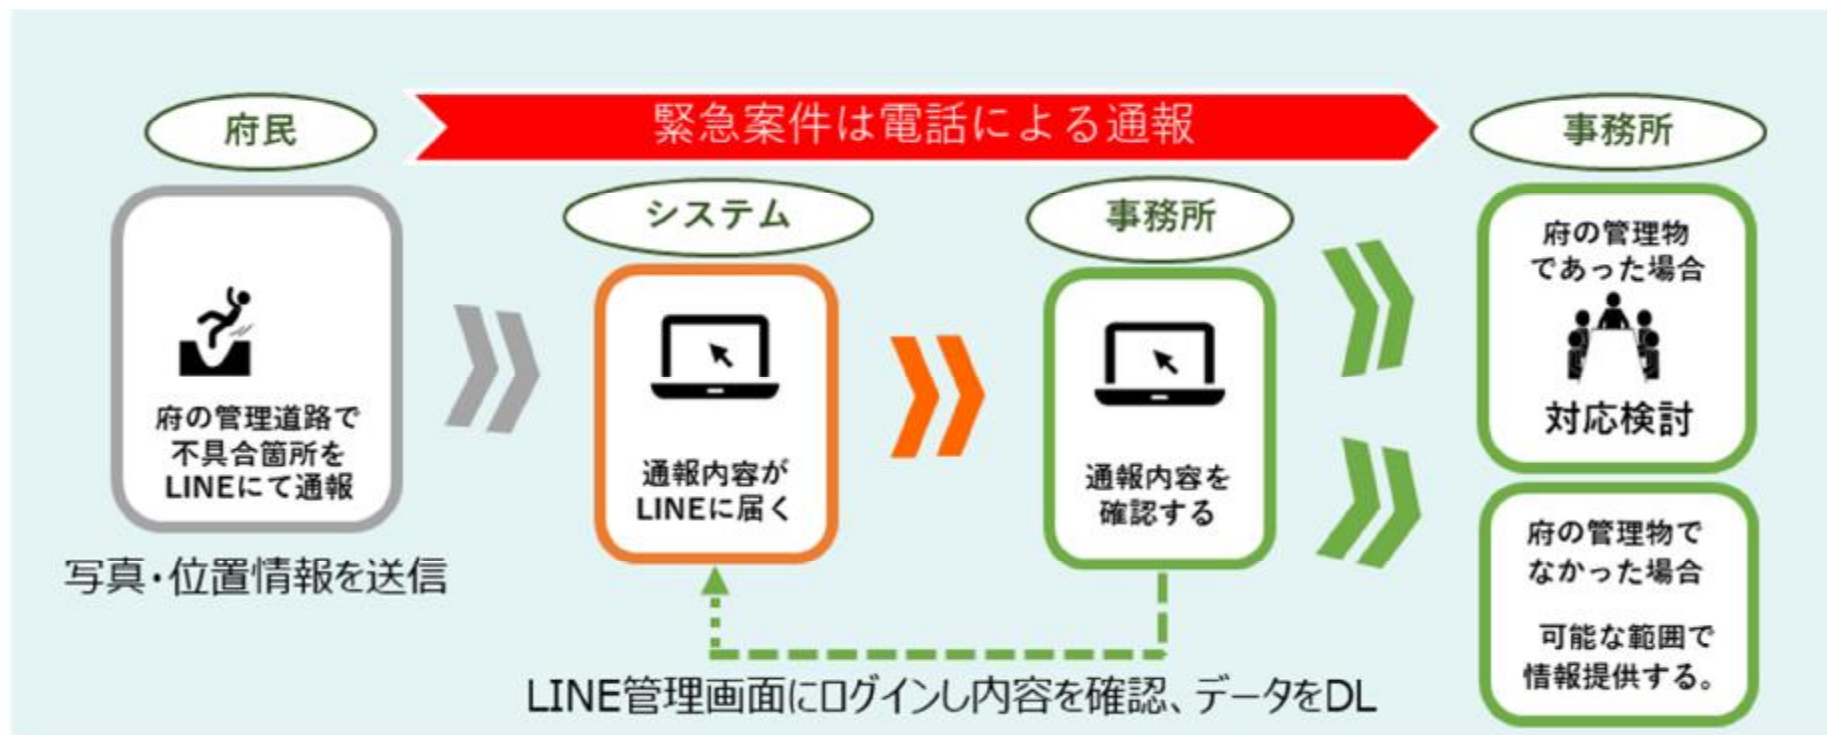 緊急案件は電話による通報
府民
府の管理道路で
不具合箇所を
LINEにて通報
写真・位置情報を送信
システム
通報内容が
LINEに届く
事務所
通報内容を
確認する
LINE管理画面にログインし内容を確認、データをDL
事務所
府の管理物
であった場合
対応検討
府の管理物で
なかった場合
可能な範囲で
情報提供する。